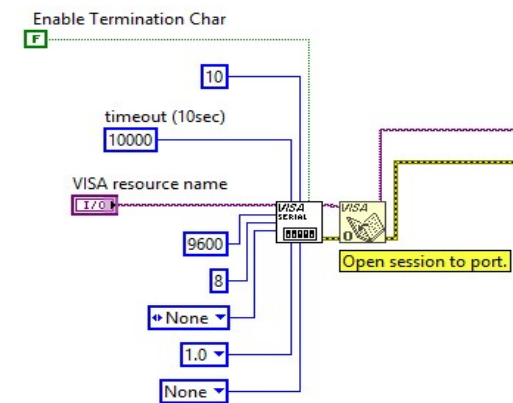 Enable Termination Char
F
10
timeout (10sec)
10000
VISA resource name
I/O
VISA
SERIAL
VISA
9600
Open session to port.
8
None
1.0
None